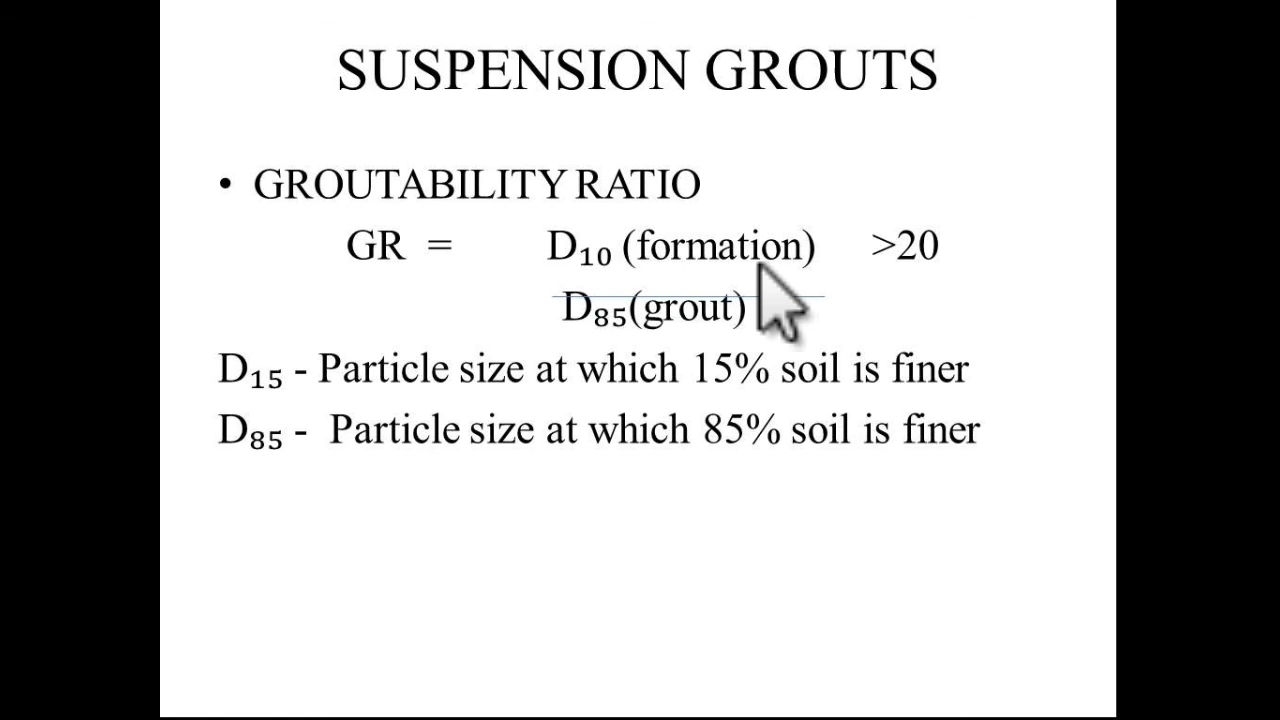 SUSPENSION GROUTS
• GROUTABILITY RATIO
GR = D₁₀ (formation) >20
D₈₅(grout)
D₁₅ - Particle size at which 15% soil is finer
D₈₅ - Particle size at which 85% soil is finer